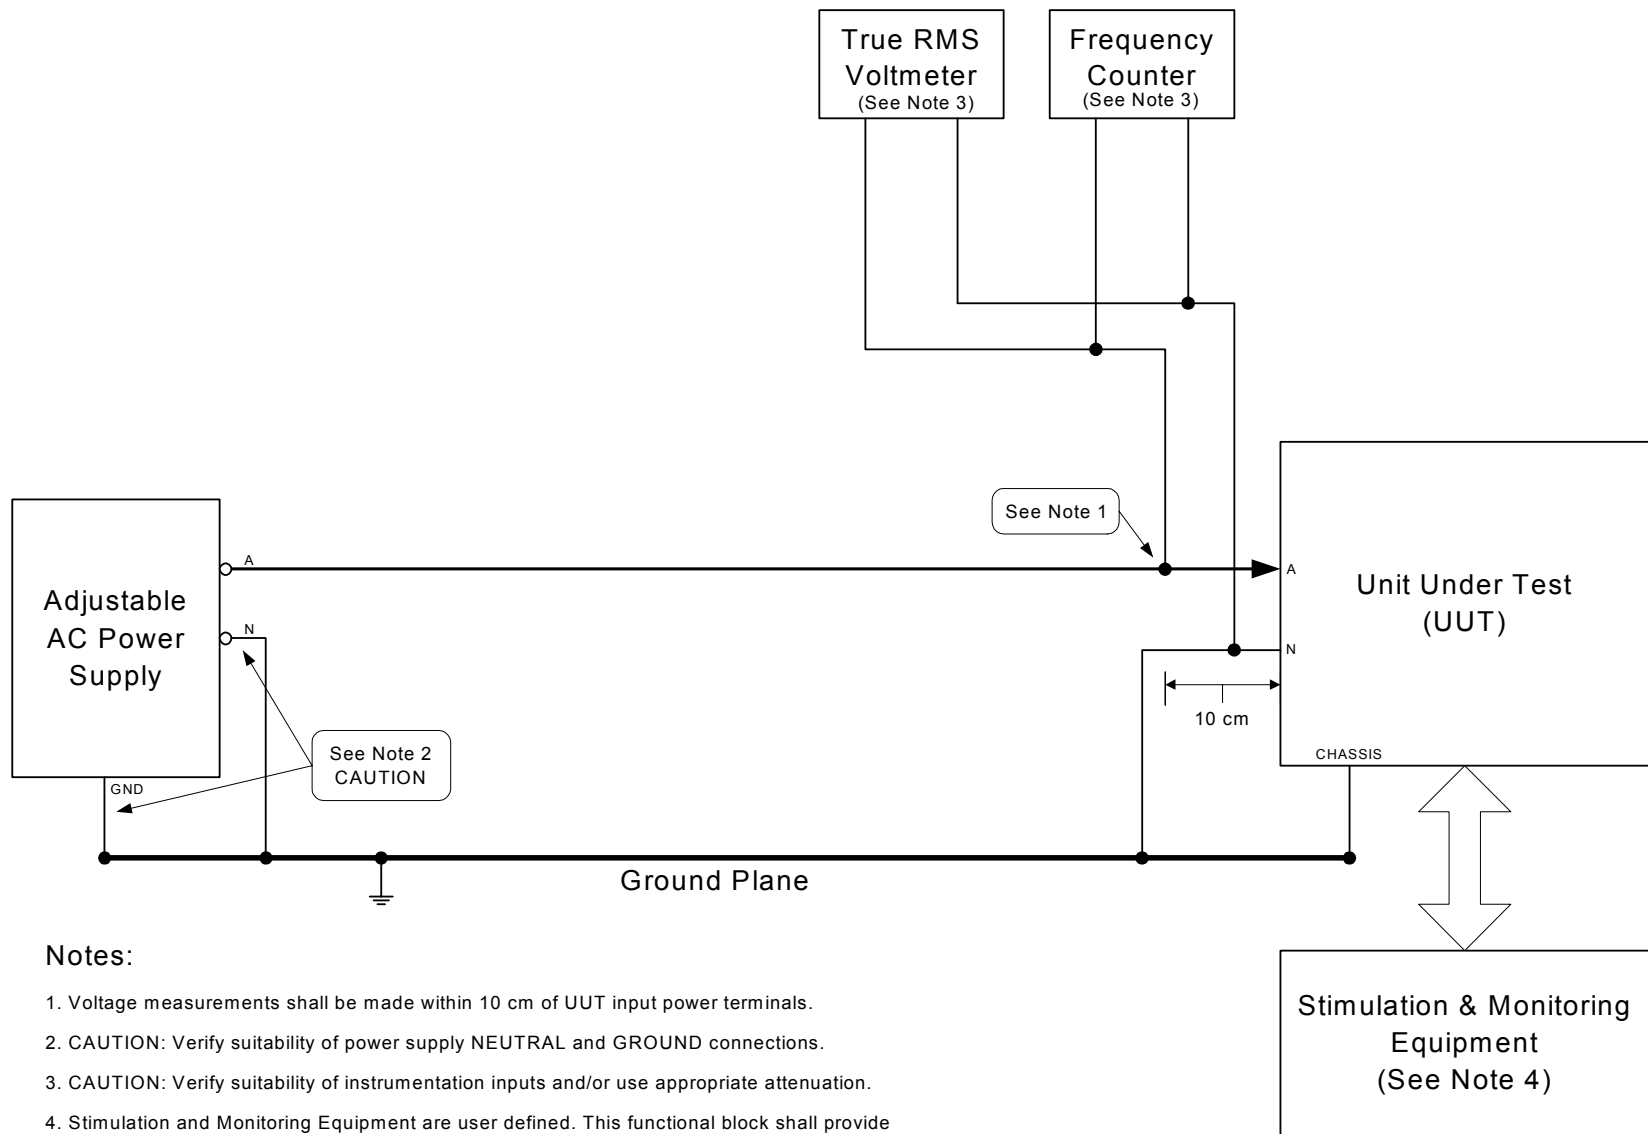 True RMS
Voltmeter
(See Note 3)
Frequency
Counter
(See Note 3)
See Note 1
Adjustable
AC Power
Supply
A
N
GND
See Note 2
CAUTION
A
N
10 cm
Unit Under Test
(UUT)
CHASSIS
Ground Plane
Notes:
1. Voltage measurements shall be made within 10 cm of UUT input power terminals.
2. CAUTION: Verify suitability of power supply NEUTRAL and GROUND connections.
3. CAUTION: Verify suitability of instrumentation inputs and/or use appropriate attenuation.
4. Stimulation and Monitoring Equipment are user defined. This functional block shall provide
Stimulation & Monitoring
Equipment
(See Note 4)